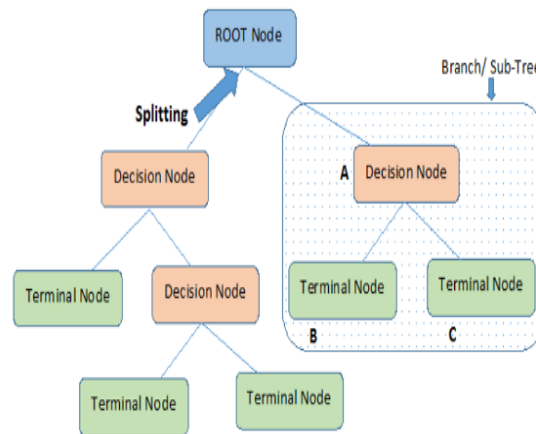 ROOT Node
Branch/ Sub-Tree
Splitting
A
Decision Node
Decision Node
Terminal Node
Decision Node
Terminal Node
Terminal Node
B
C
Terminal Node
Terminal Node